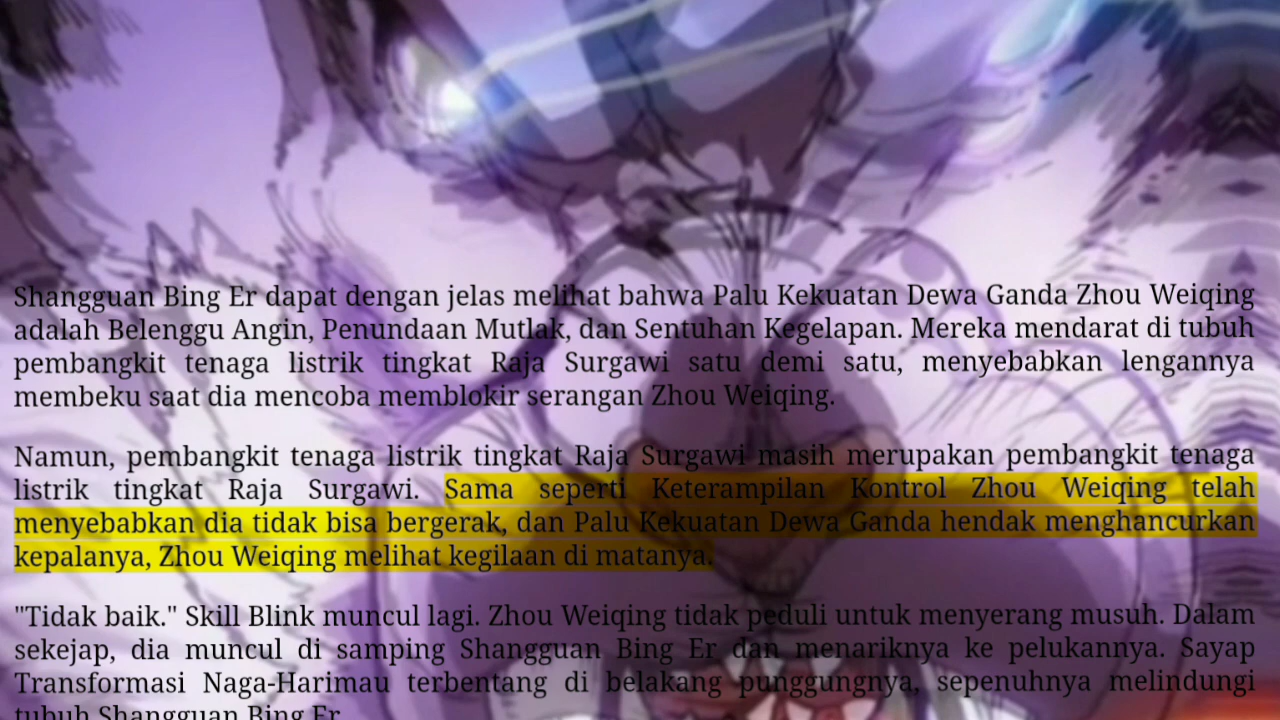 Shangguan Bing Er dapat dengan jelas melihat bahwa Palu Kekuatan Dewa Ganda Zhou Weiqing
adalah Belenggu Angin, Penundaan Mutlak, dan Sentuhan Kegelapan. Mereka mendarat di tubuh
pembangkit tenaga listrik tingkat Raja Surgawi satu demi satu, menyebabkan lengannya
membeku saat dia mencoba memblokir serangan Zhou Weiqing.
Namun, pembangkit tenaga listrik tingkat Raja Surgawi masih merupakan pembangkit tenaga
listrik tingkat Raja Surgawi. Sama seperti Keterampilan Kontrol Zhou Weiqing telah
menyebabkan dia tidak bisa bergerak, dan Palu Kekuatan Dewa Ganda hendak menghancurkan
kepalanya, Zhou Weiqing melihat kegilaan di matanya.
"Tidak baik." Skill Blink muncul lagi. Zhou Weiqing tidak peduli untuk menyerang musuh. Dalam
sekejap, dia muncul di samping Shangguan Bing Er dan menariknya ke pelukannya. Sayap
Transformasi Naga-Harimau terbentang di belakang punggungnya, sepenuhnya melindungi
tubuh Shangguan Bing Er.